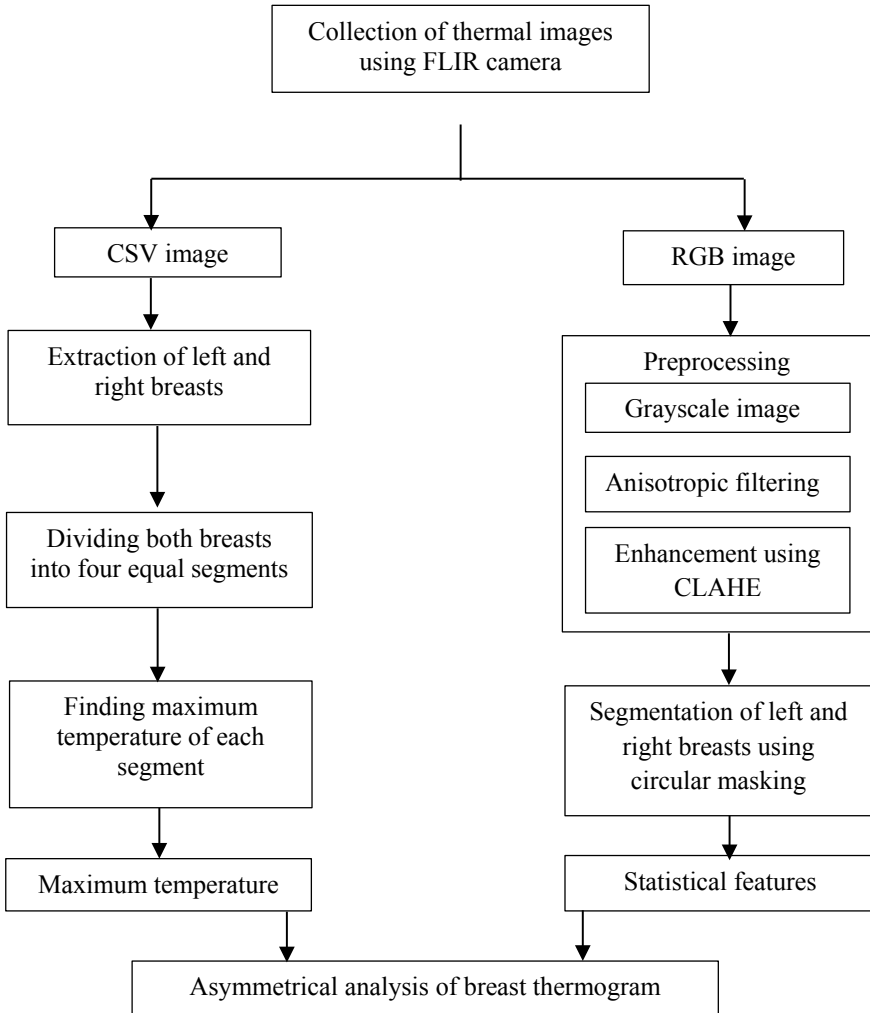 Collection of thermal images
using FLIR camera
CSV image
RGB image
Extraction of left and
right breasts
Preprocessing
Grayscale image
Anisotropic filtering
Enhancement using
CLAHE
Dividing both breasts
into four equal segments
Finding maximum
temperature of each
segment
Segmentation of left and
right breasts using
circular masking
Maximum temperature
Statistical features
Asymmetrical analysis of breast thermogram